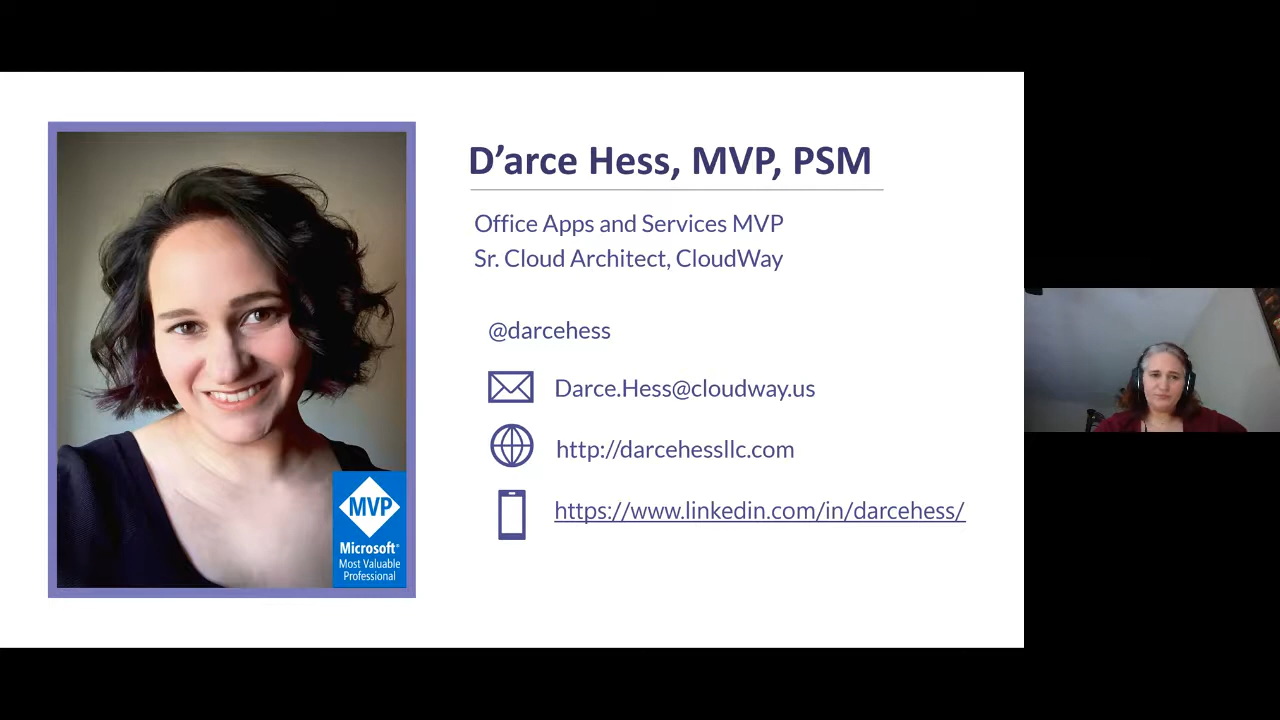 D’arce Hess, MVP, PSM
Office Apps and Services MVP
Sr. Cloud Architect, CloudWay
@darcehess
Darce.Hess@cloudway.us
http://darcehessllc.com
https://www.linkedin.com/in/darcehess/
MVP
Microsoft®
Most Valuable
Professional